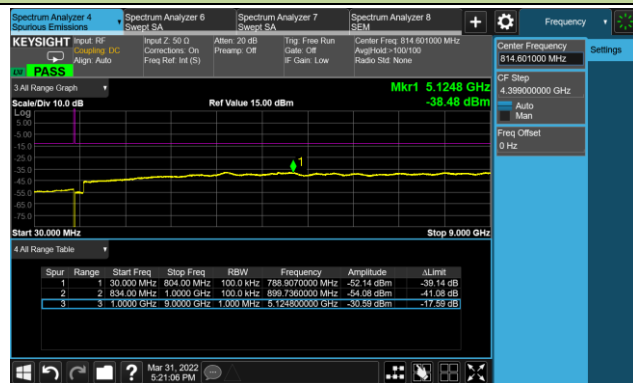 Spectrum Analyzer 4
Spurious Emissions
Spectrum Analyzer 6
Swept SA
Spectrum Analyzer 7
Swept SA
Spectrum Analyzer 8
SEM
+
Frequency
KEYSIGHT Input: RF
Coupling: DC
Align: Auto
Input Z: 50 Ω
Corrections: On
Freq Ref: Int (S)
Atten: 20 dB
Preamp: Off
Trig: Free Run
Gate: Off
IF Gain: Low
Center Freq: 814.601000 MHz
Avg|Hold:>100/100
Radio Std: None
LW PASS
Center Frequency
814.601000 MHz
Settings
CF Step
4.399000000 GHz
Auto
Man
Freq Offset
0 Hz
3 All Range Graph
Mkr1 5.1248 GHz
Scale/Div 10.0 dB
Ref Value 15.00 dBm
-38.48 dBm
Log
5.00
-5.00
-15.0
-25.0
-35.0
-45.0
-55.0
-65.0
-75.0
1
Start 30.000 MHz
Stop 9.000 GHz
4 All Range Table
Spur Range Start Freq Stop Freq RBW Frequency Amplitude ΔLimit
1 1 30.000 MHz 804.00 MHz 100.0 kHz 788.9070000 MHz -52.14 dBm -39.14 dB
2 2 834.00 MHz 1.0000 GHz 100.0 kHz 899.7360000 MHz -54.08 dBm -41.08 dB
3 3 1.0000 GHz 9.0000 GHz 1.000 MHz 5.124800000 GHz -30.59 dBm -17.59 dB
?
Mar 31, 2022
5:21:06 PM